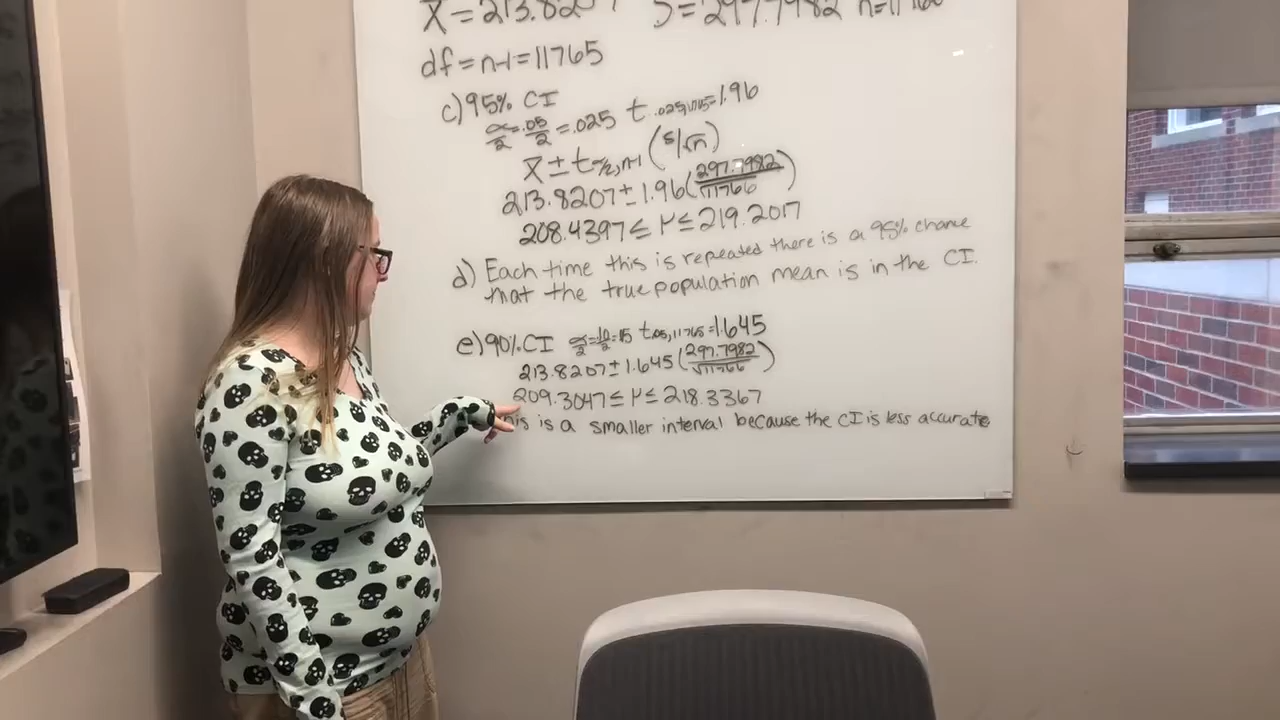 X̄ = 213.8207 S = 297.7982 n = 11766
df = n-1 = 11765
c) 95% CI
α/2 = .05/2 = .025 t.025,11765 = 1.96
X̄ ± tα/2, n-1 (s/√n)
213.8207 ± 1.96 (297.7982/√11766)
208.4397 ≤ μ ≤ 219.2017
d) Each time this is repeated there is a 95% chance
that the true population mean is in the CI.
e) 90% CI α/2 = .10/2 = .05 t.05, 11765 = 1.645
213.8207 ± 1.645 (297.7982/√11766)
209.3047 ≤ μ ≤ 218.3367
is is a smaller interval because the CI is less accurate